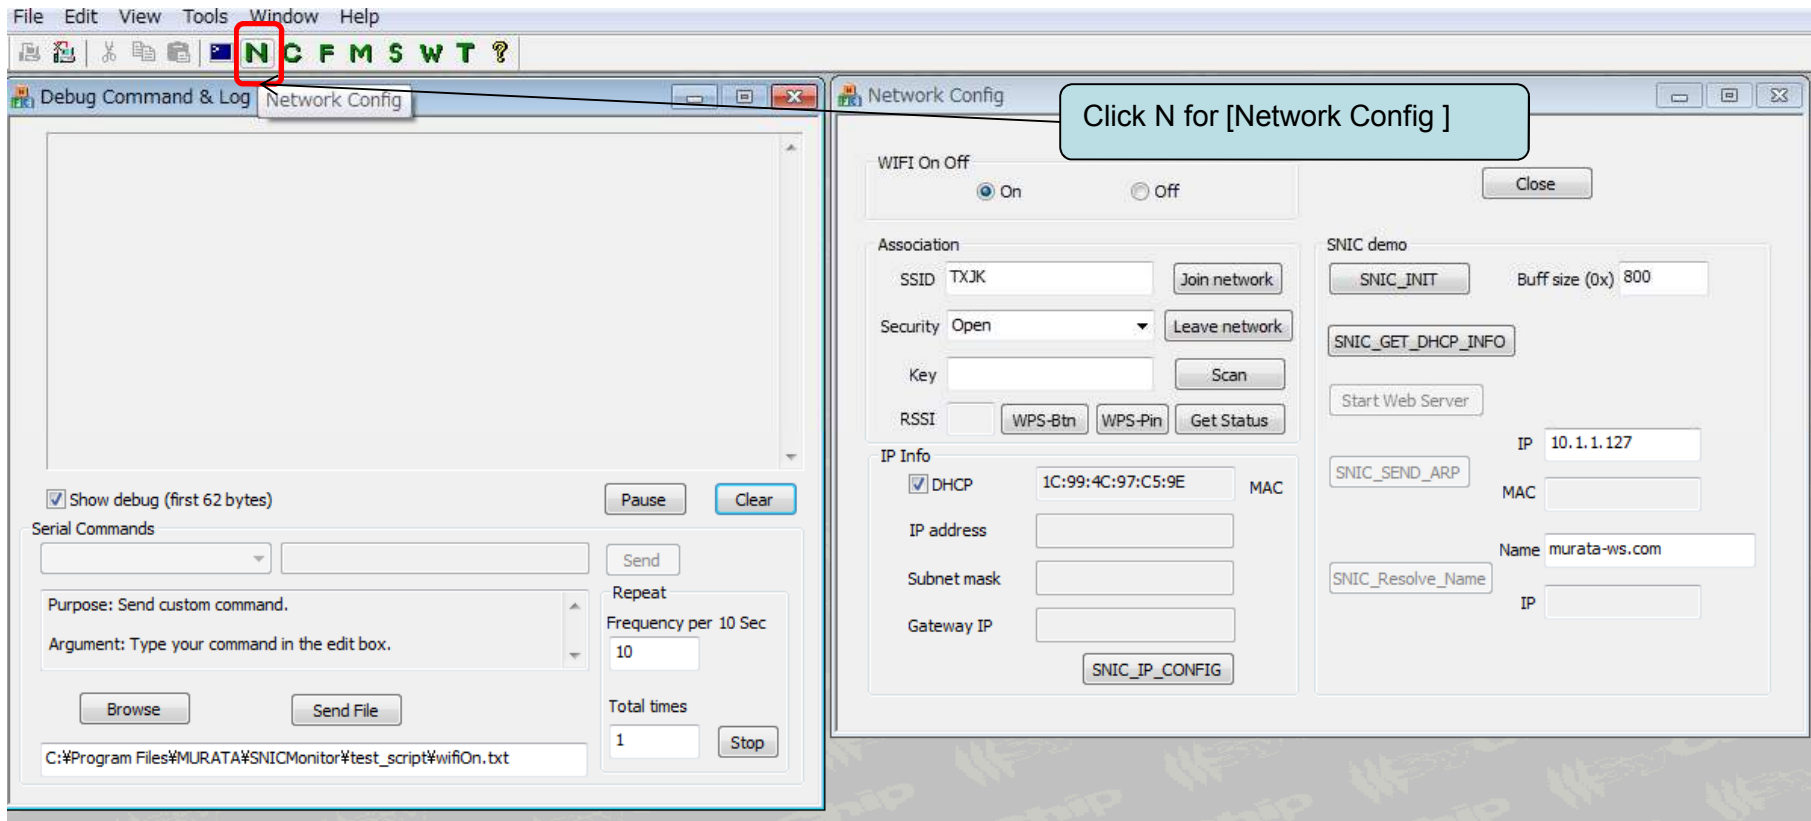 File Edit View Tools Window Help
N C F M S W T ?
Debug Command & Log
Network Config
Network Config
Click N for [Network Config ]
WIFI On Off
On
Off
Close
Association
SSID TXJK Join network
Security Open Leave network
Key Scan
RSSI WPS-Btn WPS-Pin Get Status
IP Info
DHCP 1C:99:4C:97:C5:9E MAC
IP address
Subnet mask
Gateway IP
SNIC_IP_CONFIG
SNIC demo
SNIC_INIT Buff size (0x) 800
SNIC_GET_DHCP_INFO
Start Web Server
IP 10.1.1.127
SNIC_SEND_ARP
MAC
Name murata-ws.com
SNIC_Resolve_Name
IP
Show debug (first 62 bytes)
Pause
Clear
Serial Commands
Send
Purpose: Send custom command.
Argument: Type your command in the edit box.
Repeat
Frequency per 10 Sec
10
Total times
1
Stop
Browse
Send File
C:¥Program Files¥MURATA¥SNICMonitor¥test_script¥wifiOn.txt